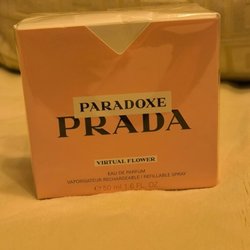 PARADOXE
PRADA
VIRTUAL FLOWER
EAU DE PARFUM
VAPORISATEUR RECHARGEABLE / REFILLABLE SPRAY
℮ 50 ml 1.6 FL. OZ.